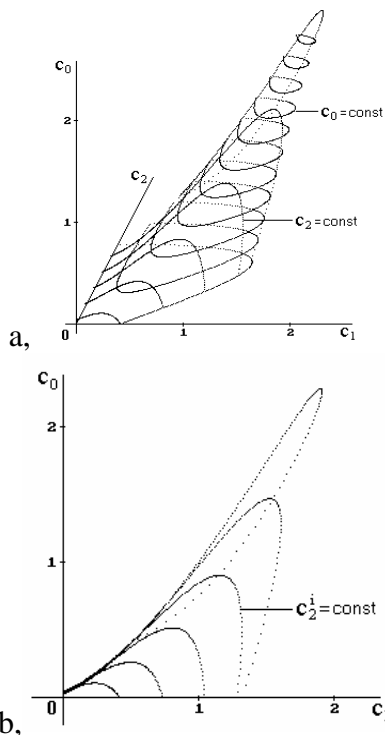 c₀
2
1
0
c₂
c₀=const
c₂=const
1
2
c₁
a,
c₀
2
1
0
c₂ⁱ=const
1
2
b,